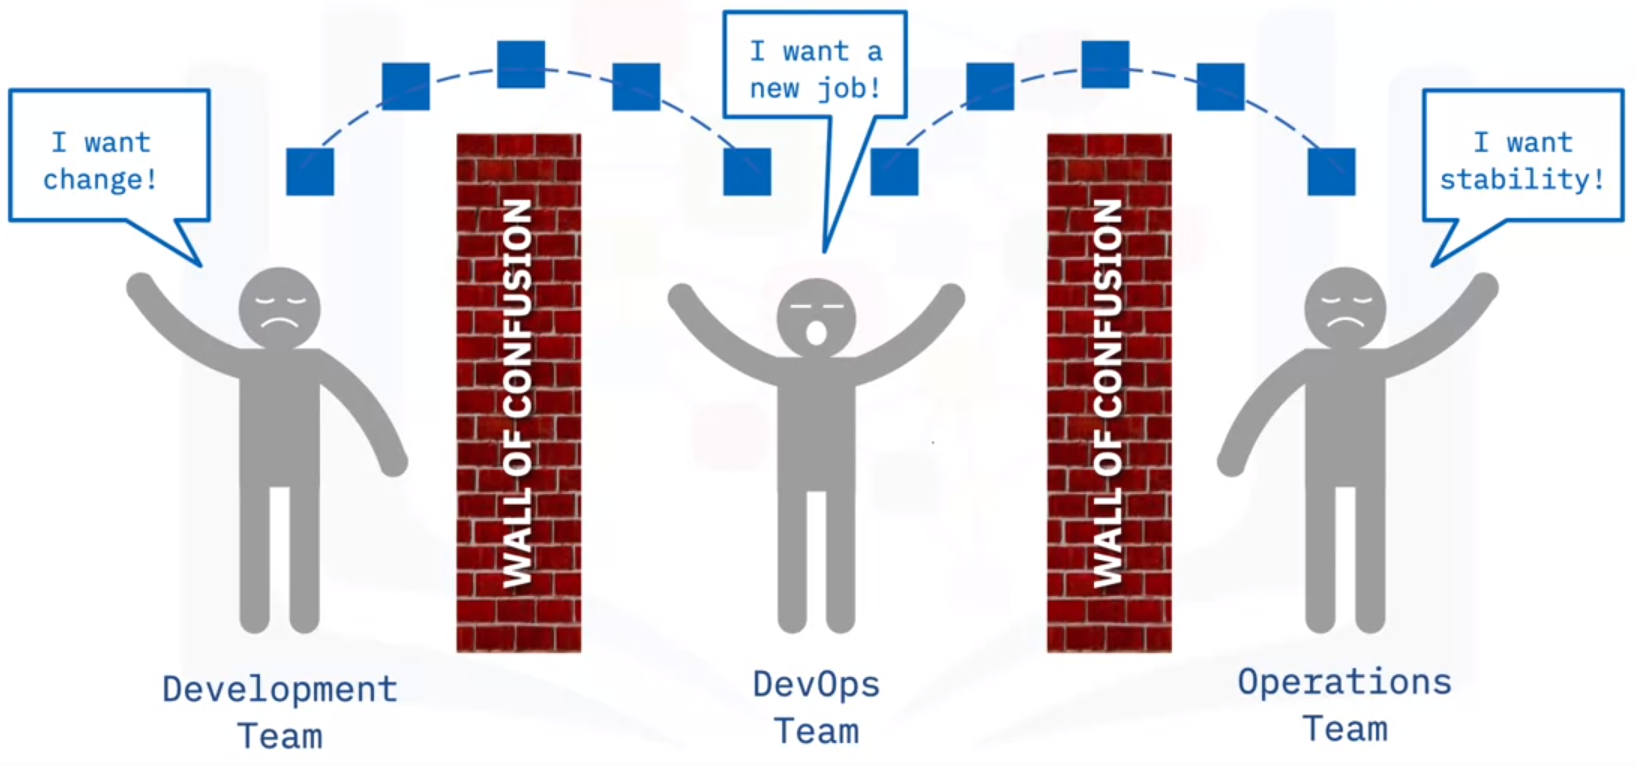 I want
change!
I want a
new job!
I want
stability!
WALL OF CONFUSION
WALL OF CONFUSION
Development
Team
DevOps
Team
Operations
Team